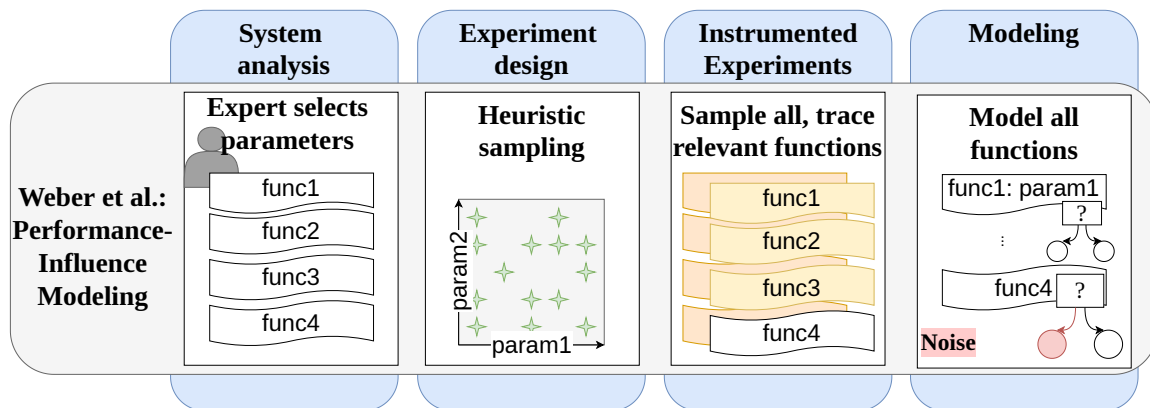 System
analysis
Experiment
design
Instrumented
Experiments
Modeling
Weber et al.:
Performance-
Influence
Modeling
Expert selects
parameters
func1
func2
func3
func4
Heuristic
sampling
param2
param1
Sample all, trace
relevant functions
func1
func2
func3
func4
Model all
functions
func1: param1
?
...
func4
?
Noise